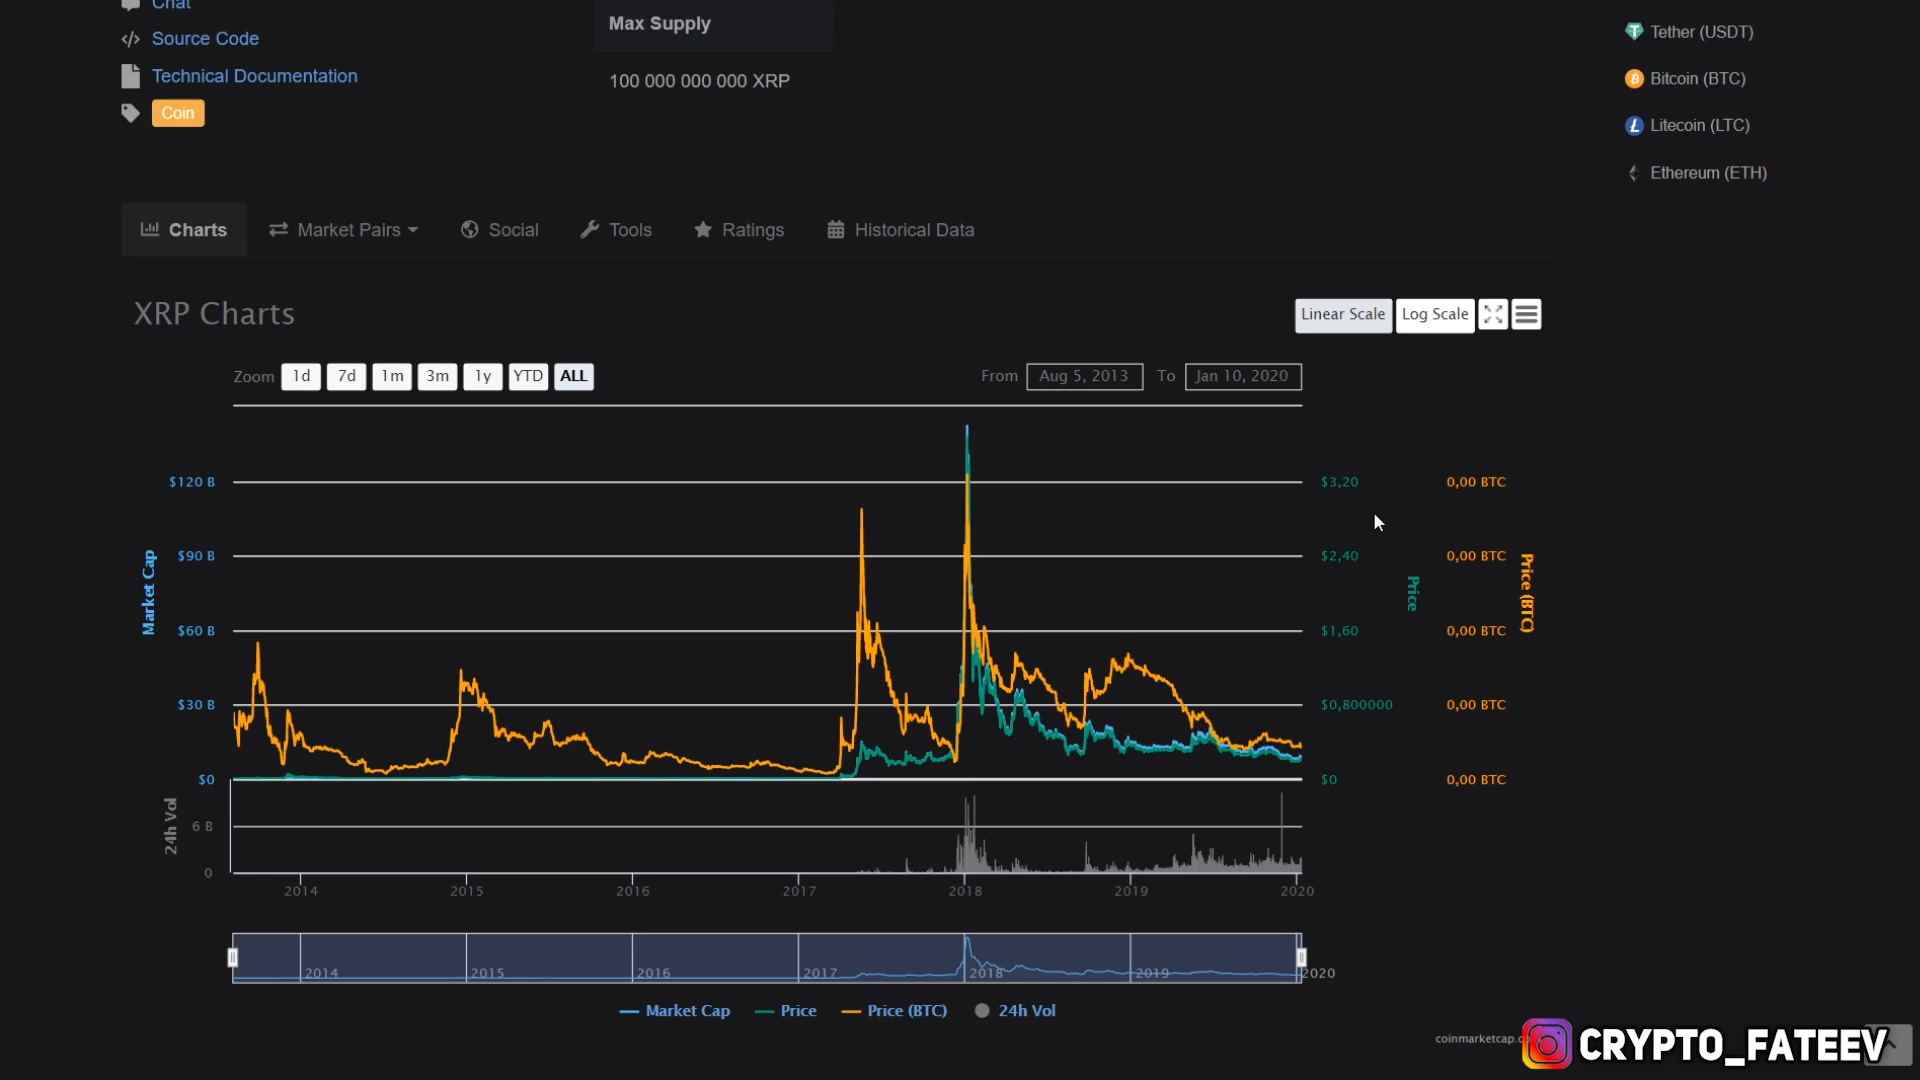 Chat
Source Code
Technical Documentation
Coin
Max Supply
100 000 000 000 XRP
Tether (USDT)
Bitcoin (BTC)
Litecoin (LTC)
Ethereum (ETH)
Charts
Market Pairs
Social
Tools
Ratings
Historical Data
XRP Charts
Linear Scale
Log Scale
Zoom 1d 7d 1m 3m 1y YTD ALL
From Aug 5, 2013 To Jan 10, 2020
$120 B
$90 B
$60 B
$30 B
$0
Market Cap
$3,20
$2,40
$1,60
$0,800000
$0
Price
0,00 BTC
0,00 BTC
0,00 BTC
0,00 BTC
0,00 BTC
Price (BTC)
24h Vol
6 B
0
2014 2015 2016 2017 2018 2019 2020
2014 2015 2016 2017 2018 2019 2020
Market Cap Price Price (BTC) 24h Vol
coinmarketcap.c
CRYPTO_FATEEV